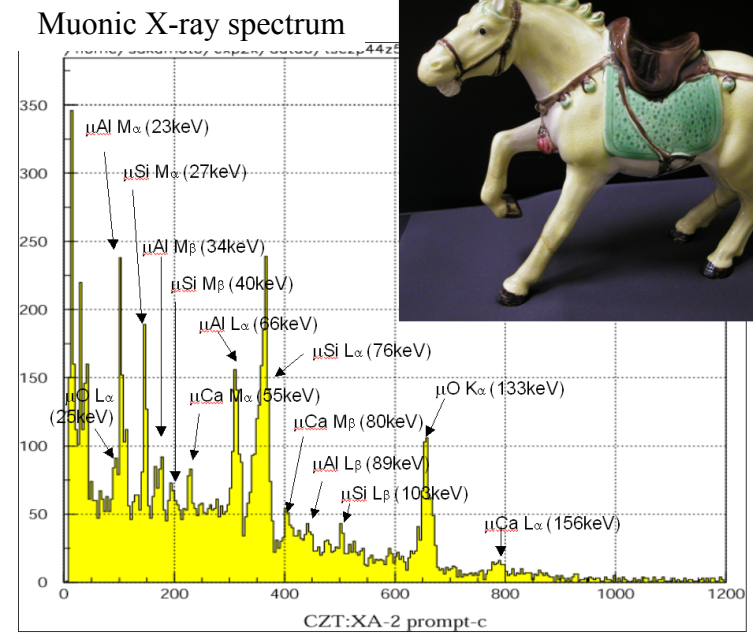 Muonic X-ray spectrum
350
μAl Mα (23keV)
300
μSi Mα (27keV)
250
μAl Mβ (34keV)
μSi Mβ (40keV)
200
μAl Lα (66keV)
μSi Lα (76keV)
150
μO Lα
(25keV)
μCa Mα (55keV)
μO Kα (133keV)
μCa Mβ (80keV)
100
μAl Lβ (89keV)
μSi Lβ (103keV)
50
μCa Lα (156keV)
0
0 200 400 600 800 1000 1200
CZT:XA-2 prompt-c